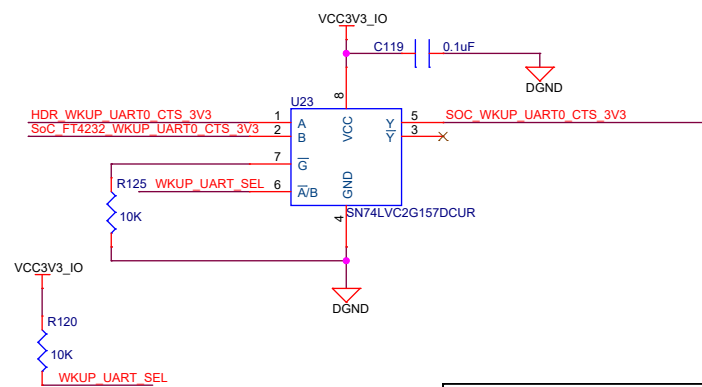 VCC3V3_IO
C119 0.1uF
DGND
8
U23
HDR_WKUP_UART0_CTS_3V3 1 A VCC Y 5 SOC_WKUP_UART0_CTS_3V3
SoC_FT4232_WKUP_UART0_CTS_3V3 2 B Y 3
7 G
R125 WKUP_UART_SEL 6 A/B GND
10K
4 SN74LVC2G157DCUR
VCC3V3_IO
DGND
R120
10K
WKUP_UART_SEL